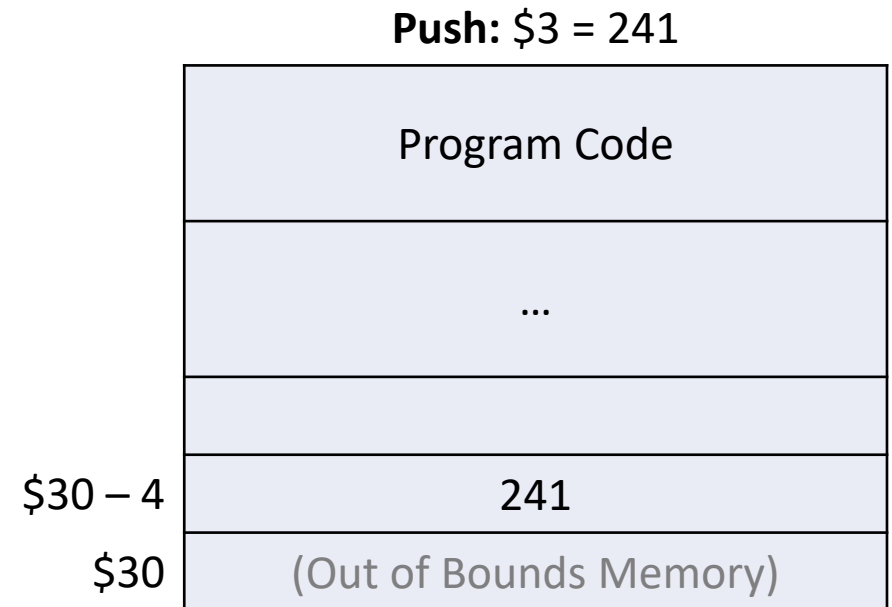 Push: $3 = 241
Program Code
...
$30 – 4 241
$30 (Out of Bounds Memory)